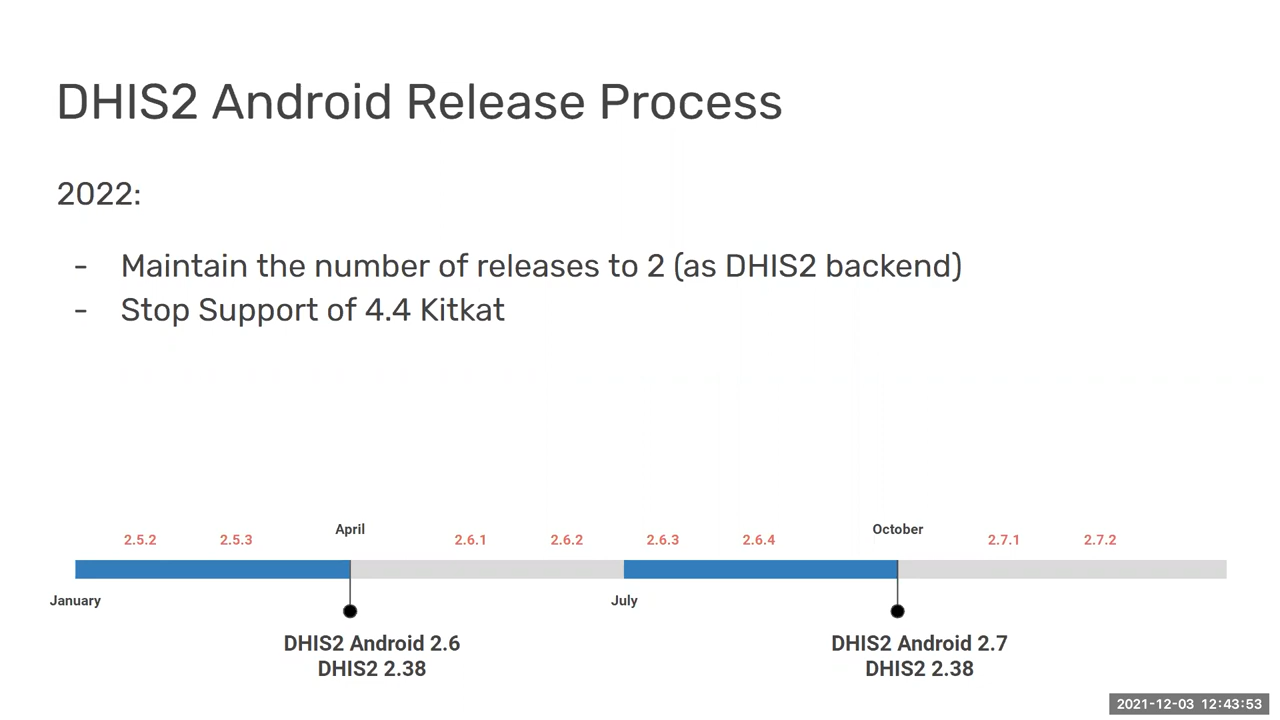 DHIS2 Android Release Process
2022:
- Maintain the number of releases to 2 (as DHIS2 backend)
- Stop Support of 4.4 Kitkat
April October
2.5.2 2.5.3 2.6.1 2.6.2 2.6.3 2.6.4 2.7.1 2.7.2
January July
DHIS2 Android 2.6 DHIS2 Android 2.7
DHIS2 2.38 DHIS2 2.38
2021-12-03 12:43:53